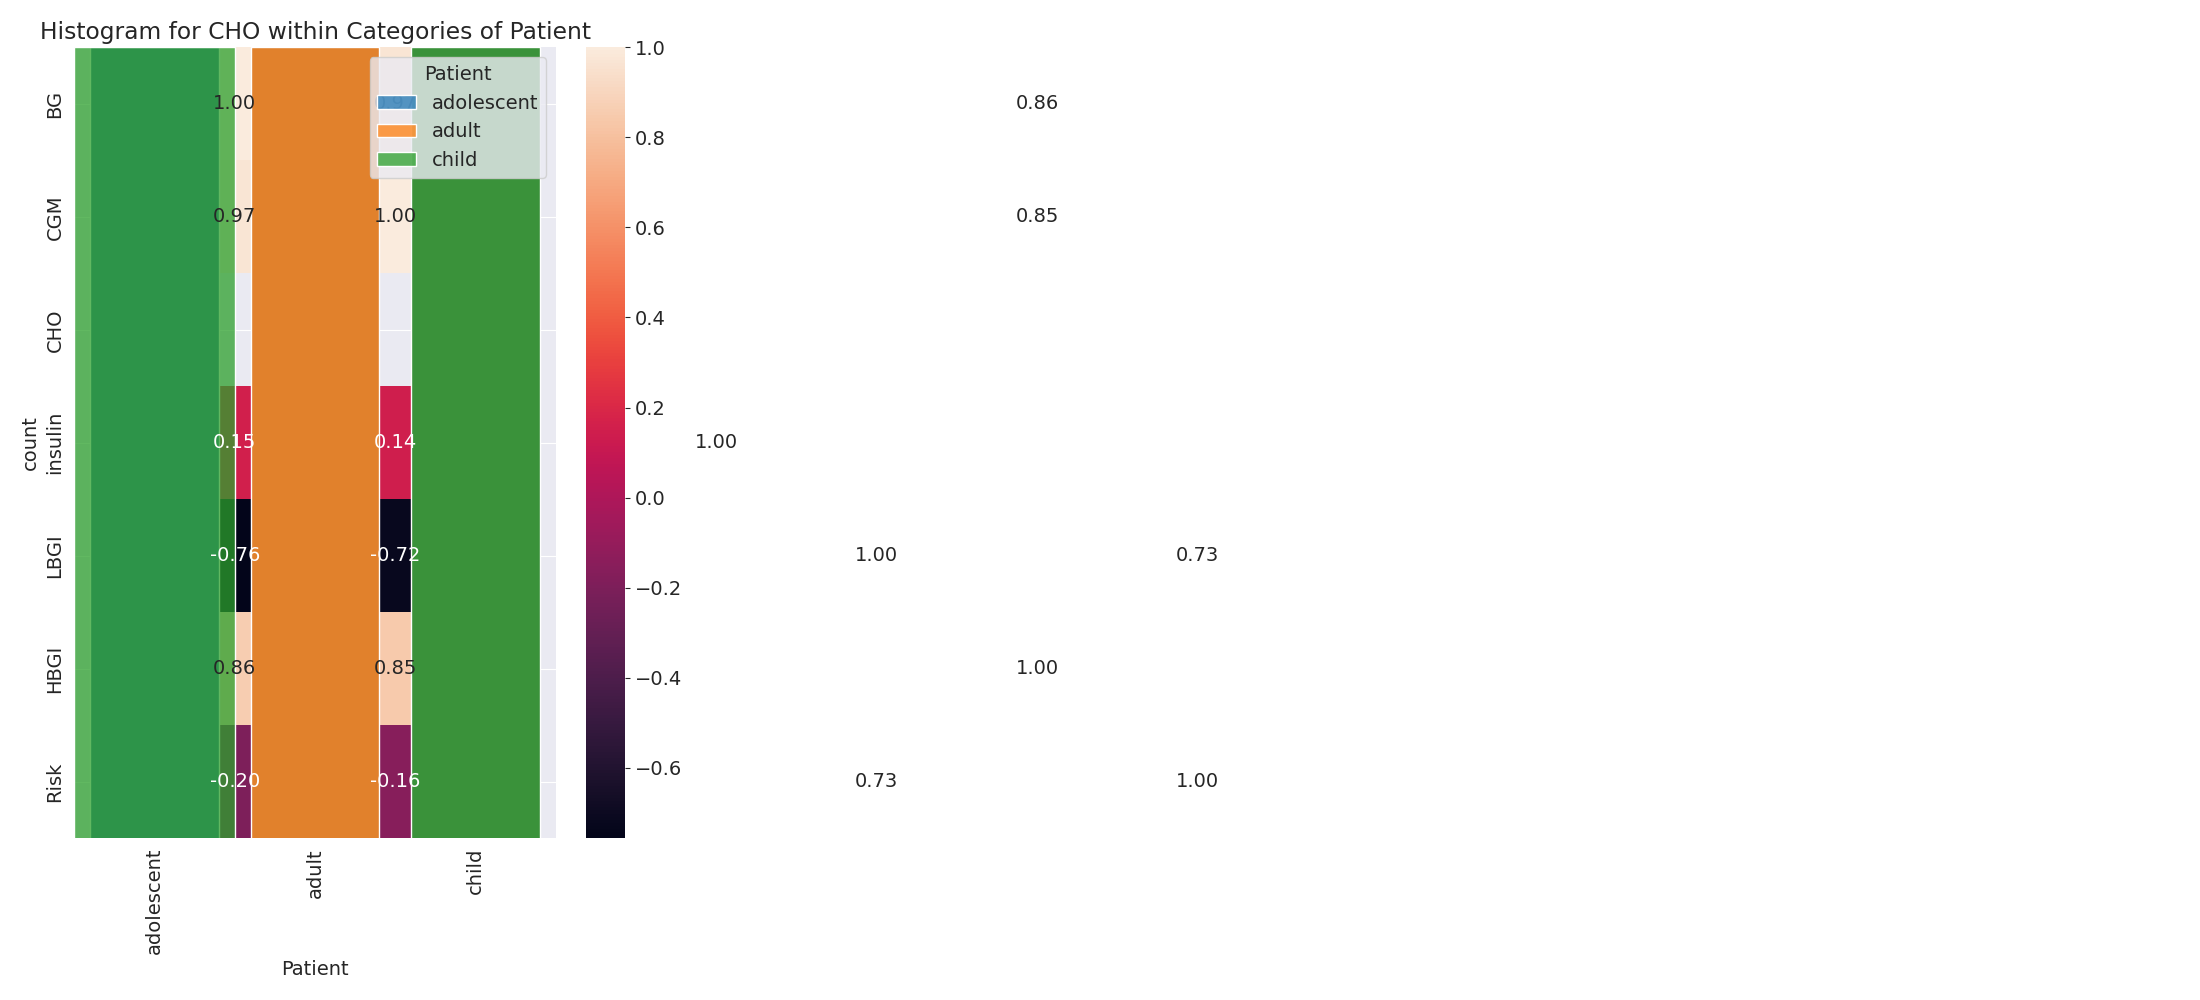 Histogram for CHO within Categories of Patient
Patient
adolescent
adult
child
BG
1.00
0.97
0.86
CGM
0.97
1.00
0.85
CHO
insulin
0.15
0.14
1.00
LBGI
-0.76
-0.72
1.00
0.73
HBGI
0.86
0.85
1.00
Risk
-0.20
-0.16
0.73
1.00
count
1.0
0.8
0.6
0.4
0.2
0.0
−0.2
−0.4
−0.6
adolescent
adult
child
Patient